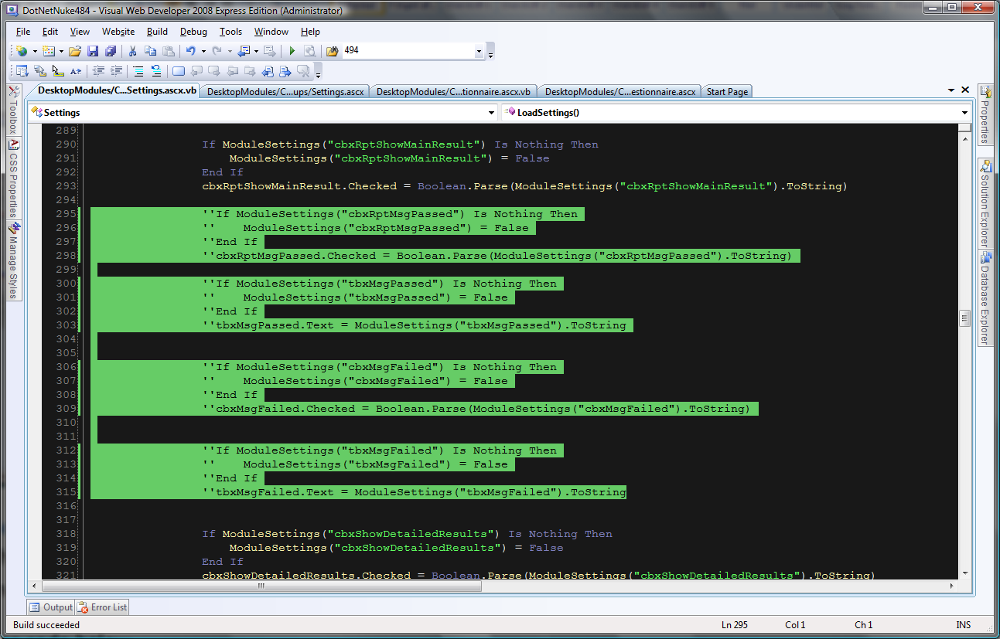 DotNetNuke484 - Visual Web Developer 2008 Express Edition (Administrator)
File Edit View Website Build Debug Tools Window Help
494
DesktopModules/C...Settings.ascx.vb DesktopModules/C...ups/Settings.ascx DesktopModules/C...tionnaire.ascx.vb DesktopModules/C...estionnaire.ascx Start Page
Settings LoadSettings()
Toolbox
CSS Properties
Manage Styles
289
290 If ModuleSettings("cbxRptShowMainResult") Is Nothing Then
291 ModuleSettings("cbxRptShowMainResult") = False
292 End If
293 cbxRptShowMainResult.Checked = Boolean.Parse(ModuleSettings("cbxRptShowMainResult").ToString)
294
295 ''If ModuleSettings("cbxRptMsgPassed") Is Nothing Then
296 '' ModuleSettings("cbxRptMsgPassed") = False
297 ''End If
298 ''cbxRptMsgPassed.Checked = Boolean.Parse(ModuleSettings("cbxRptMsgPassed").ToString)
299
300 ''If ModuleSettings("tbxMsgPassed") Is Nothing Then
301 '' ModuleSettings("tbxMsgPassed") = False
302 ''End If
303 ''tbxMsgPassed.Text = ModuleSettings("tbxMsgPassed").ToString
304
305
306 ''If ModuleSettings("cbxMsgFailed") Is Nothing Then
307 '' ModuleSettings("cbxMsgFailed") = False
308 ''End If
309 ''cbxMsgFailed.Checked = Boolean.Parse(ModuleSettings("cbxMsgFailed").ToString)
310
311
312 ''If ModuleSettings("tbxMsgFailed") Is Nothing Then
313 '' ModuleSettings("tbxMsgFailed") = False
314 ''End If
315 ''tbxMsgFailed.Text = ModuleSettings("tbxMsgFailed").ToString
316
317
318 If ModuleSettings("cbxShowDetailedResults") Is Nothing Then
319 ModuleSettings("cbxShowDetailedResults") = False
320 End If
321 cbxShowDetailedResults.Checked = Boolean.Parse(ModuleSettings("cbxShowDetailedResults").ToString)
Properties
Solution Explorer
Database Explorer
Output Error List
Build succeeded Ln 295 Col 1 Ch 1 INS